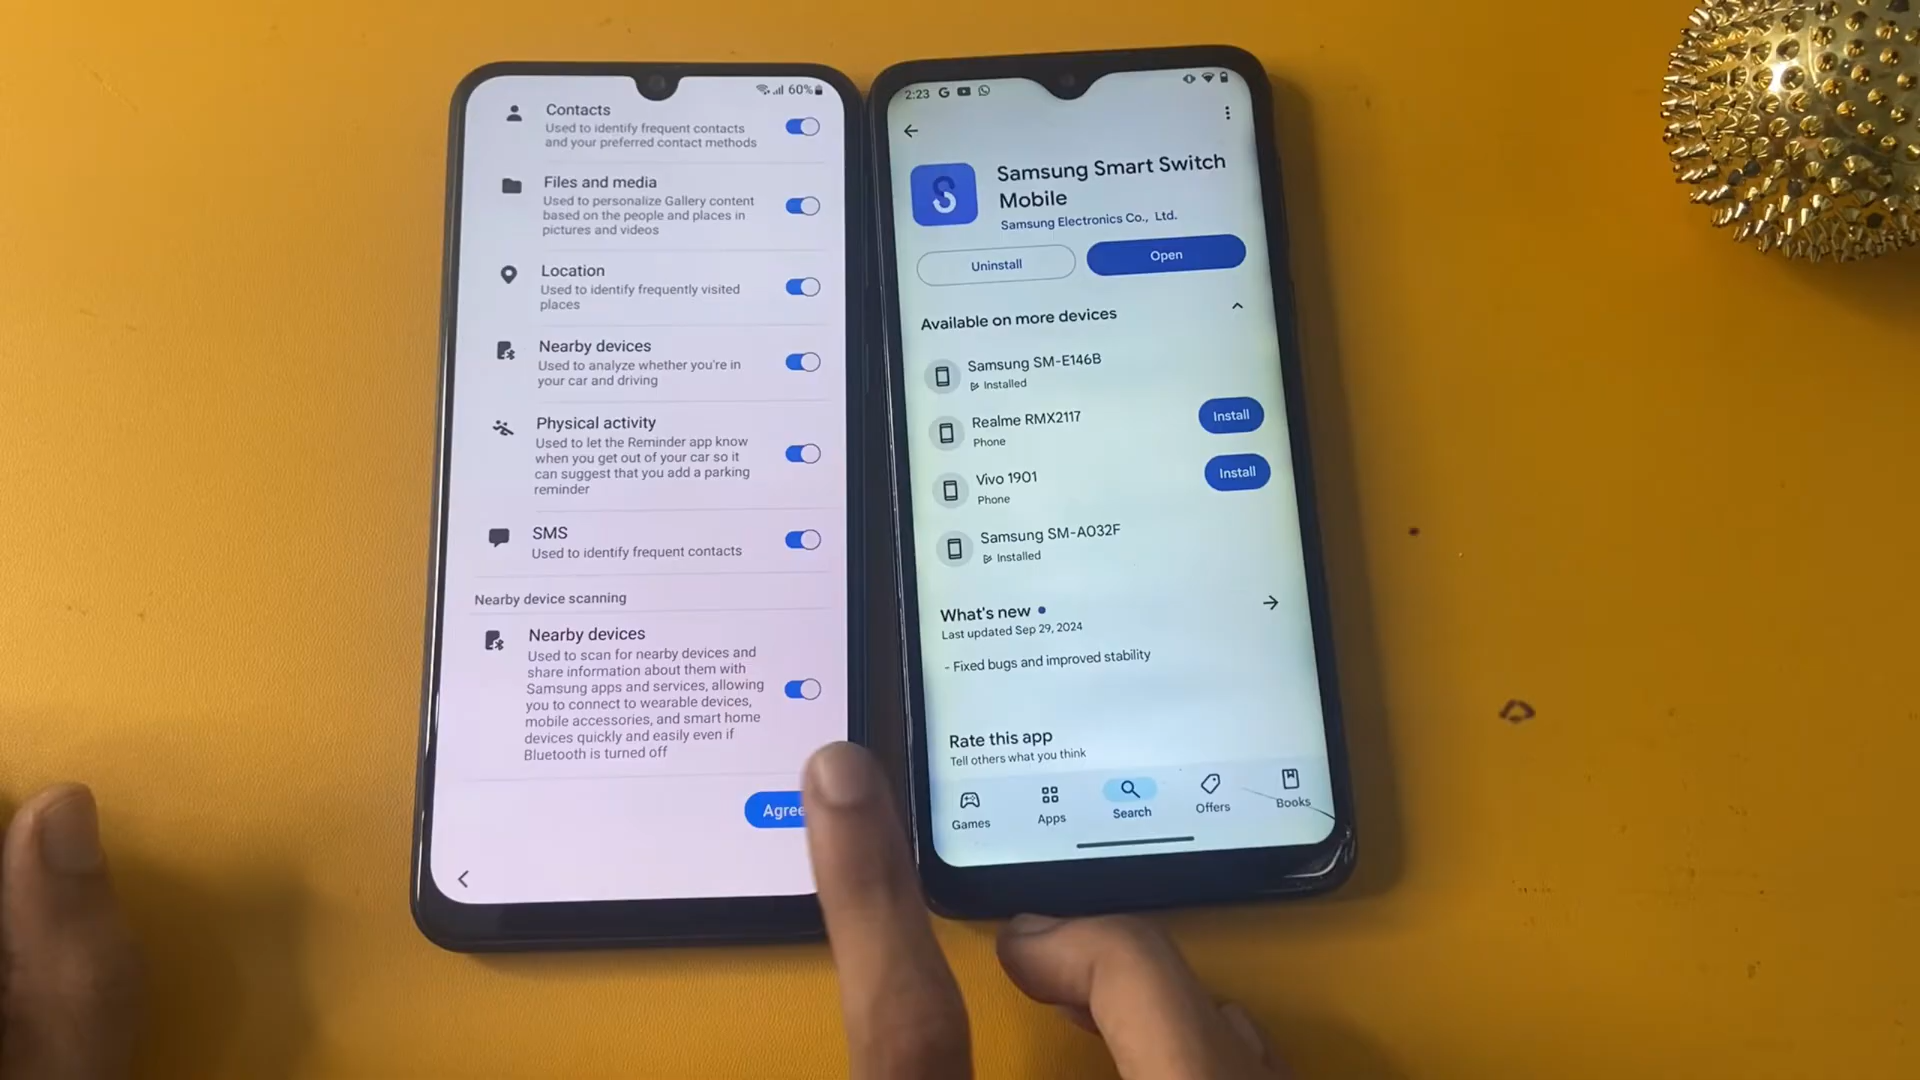 60%
Contacts
Used to identify frequent contacts
and your preferred contact methods
Files and media
Used to personalize Gallery content
based on the people and places in
pictures and videos
Location
Used to identify frequently visited
places
Nearby devices
Used to analyze whether you're in
your car and driving
Physical activity
Used to let the Reminder app know
when you get out of your car so it
can suggest that you add a parking
reminder
SMS
Used to identify frequent contacts
Nearby device scanning
Nearby devices
Used to scan for nearby devices and
share information about them with
Samsung apps and services, allowing
you to connect to wearable devices,
mobile accessories, and smart home
devices quickly and easily even if
Bluetooth is turned off
Agree
2:23 G
Samsung Smart Switch
Mobile
Samsung Electronics Co., Ltd.
Uninstall
Open
Available on more devices
Samsung SM-E146B
Installed
Realme RMX2117
Phone
Install
Vivo 1901
Phone
Install
Samsung SM-A032F
Installed
What's new
Last updated Sep 29, 2024
- Fixed bugs and improved stability
Rate this app
Tell others what you think
Games
Apps
Search
Offers
Books